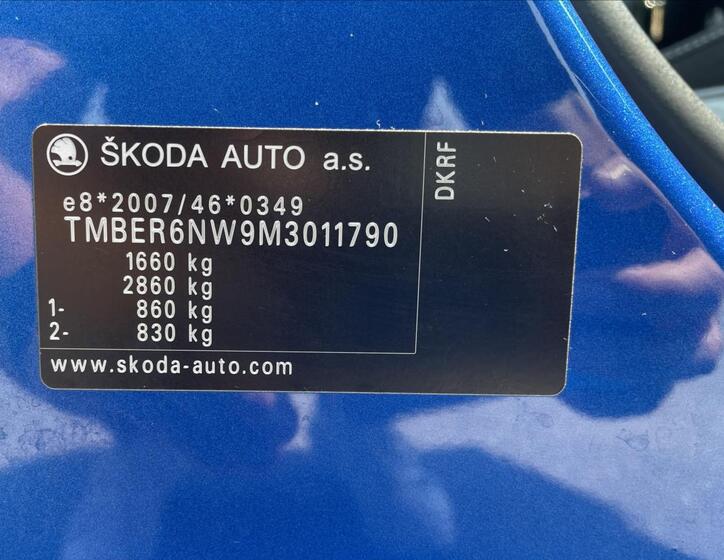 ŠKODA AUTO a.s.
DKRF
e8*2007/46*0349
TMBER6NW9M3011790
1660 kg
2860 kg
1- 860 kg
2- 830 kg
www.skoda-auto.com